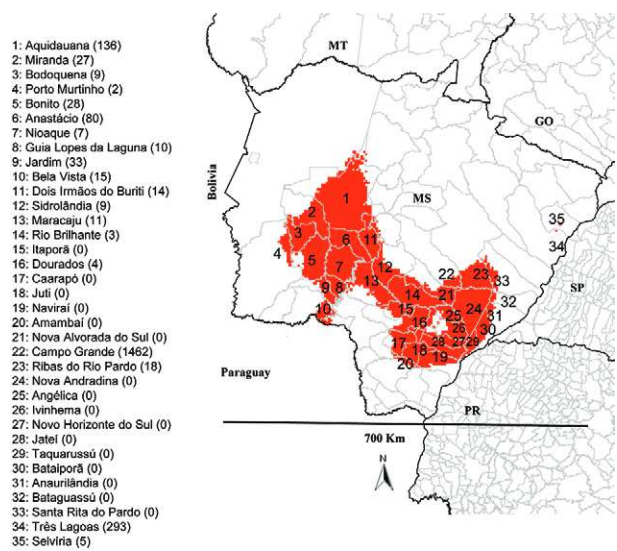 1: Aquidauana (136)
2: Miranda (27)
3: Bodoquena (9)
4: Porto Murtinho (2)
5: Bonito (28)
6: Anastácio (80)
7: Nioaque (7)
8: Guia Lopes da Laguna (10)
9: Jardim (33)
10: Bela Vista (15)
11: Dois Irmãos do Buriti (14)
12: Sidrolândia (9)
13: Maracaju (11)
14: Rio Brilhante (3)
15: Itaporã (0)
16: Dourados (4)
17: Caarapó (0)
18: Juti (0)
19: Naviraí (0)
20: Amambaí (0)
21: Nova Alvorada do Sul (0)
22: Campo Grande (1462)
23: Ribas do Rio Pardo (18)
24: Nova Andradina (0)
25: Angélica (0)
26: Ivinhema (0)
27: Novo Horizonte do Sul (0)
28: Jateí (0)
29: Taquarussú (0)
30: Bataiporã (0)
31: Anaurilândia (0)
32: Bataguassú (0)
33: Santa Rita do Pardo (0)
34: Três Lagoas (293)
35: Selvíria (5)
MT
GO
Bolivia
1
MS
2
35
3
6
11
34
4
5
7
12
22
23
33
SP
9
8
13
14
21
24
32
10
15
25
31
16
26
30
17
18
28
27
29
19
20
Paraguay
PR
700 Km
N